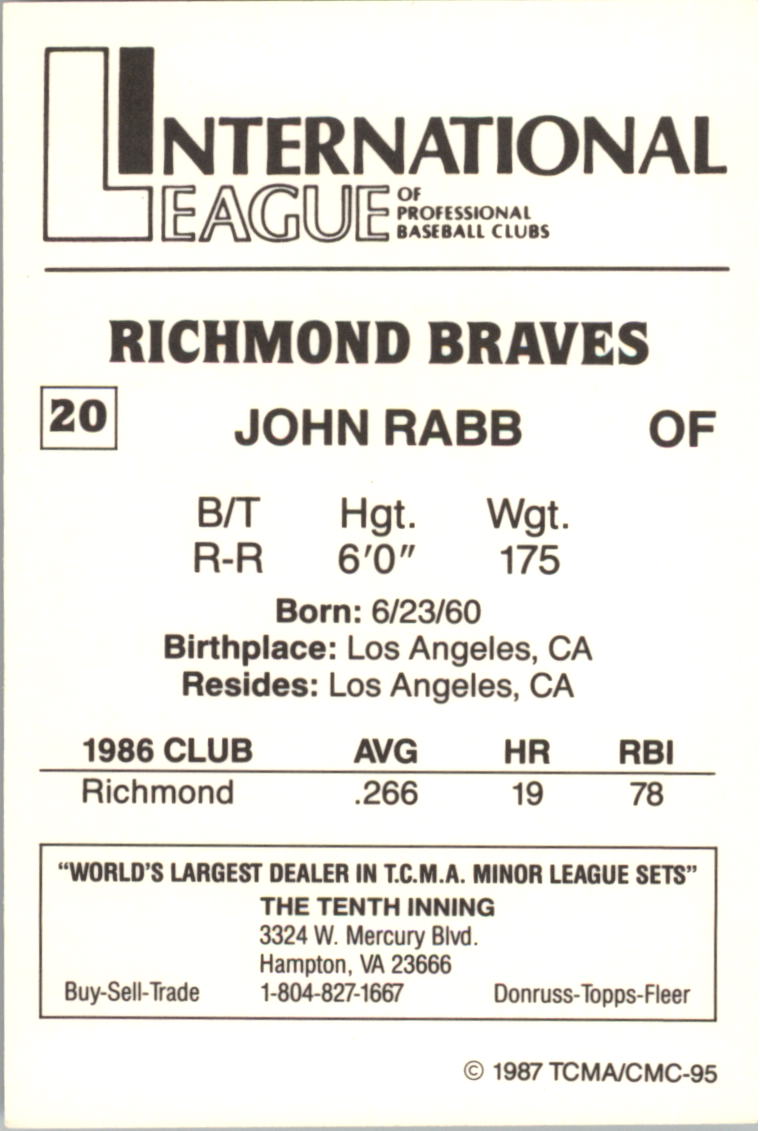 INTERNATIONAL
LEAGUE OF
PROFESSIONAL
BASEBALL CLUBS
RICHMOND BRAVES
20 JOHN RABB OF
B/T Hgt. Wgt.
R-R 6'0" 175
Born: 6/23/60
Birthplace: Los Angeles, CA
Resides: Los Angeles, CA
1986 CLUB AVG HR RBI
Richmond .266 19 78
"WORLD'S LARGEST DEALER IN T.C.M.A. MINOR LEAGUE SETS"
THE TENTH INNING
3324 W. Mercury Blvd.
Hampton, VA 23666
Buy-Sell-Trade 1-804-827-1667 Donruss-Topps-Fleer
© 1987 TCMA/CMC-95